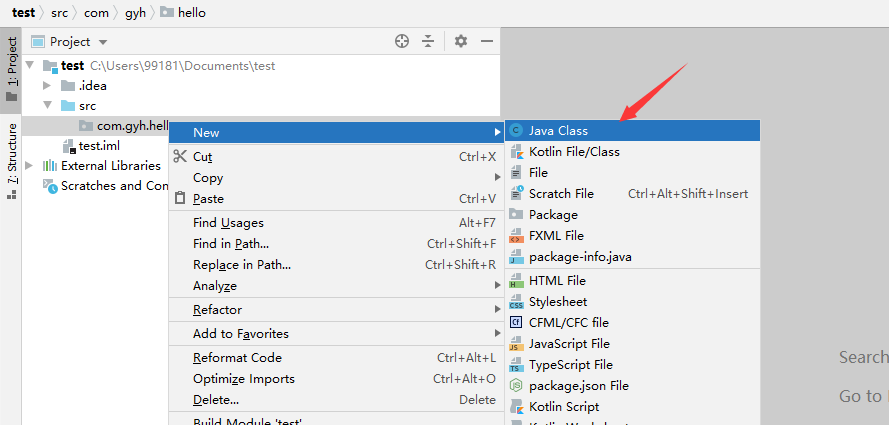 test > src > com > gyh > hello
1: Project
Project
test C:\Users\99181\Documents\test
.idea
src
com.gyh.hell
test.iml
External Libraries
Scratches and Con
7: Structure
New
Cut Ctrl+X
Copy
Paste Ctrl+V
Find Usages Alt+F7
Find in Path... Ctrl+Shift+F
Replace in Path... Ctrl+Shift+R
Analyze
Refactor
Add to Favorites
Reformat Code Ctrl+Alt+L
Optimize Imports Ctrl+Alt+O
Delete... Delete
Build Module 'test'
Java Class
Kotlin File/Class
File
Scratch File Ctrl+Alt+Shift+Insert
Package
FXML File
package-info.java
HTML File
Stylesheet
CFML/CFC file
JavaScript File
TypeScript File
package.json File
Kotlin Script
Search
Go to